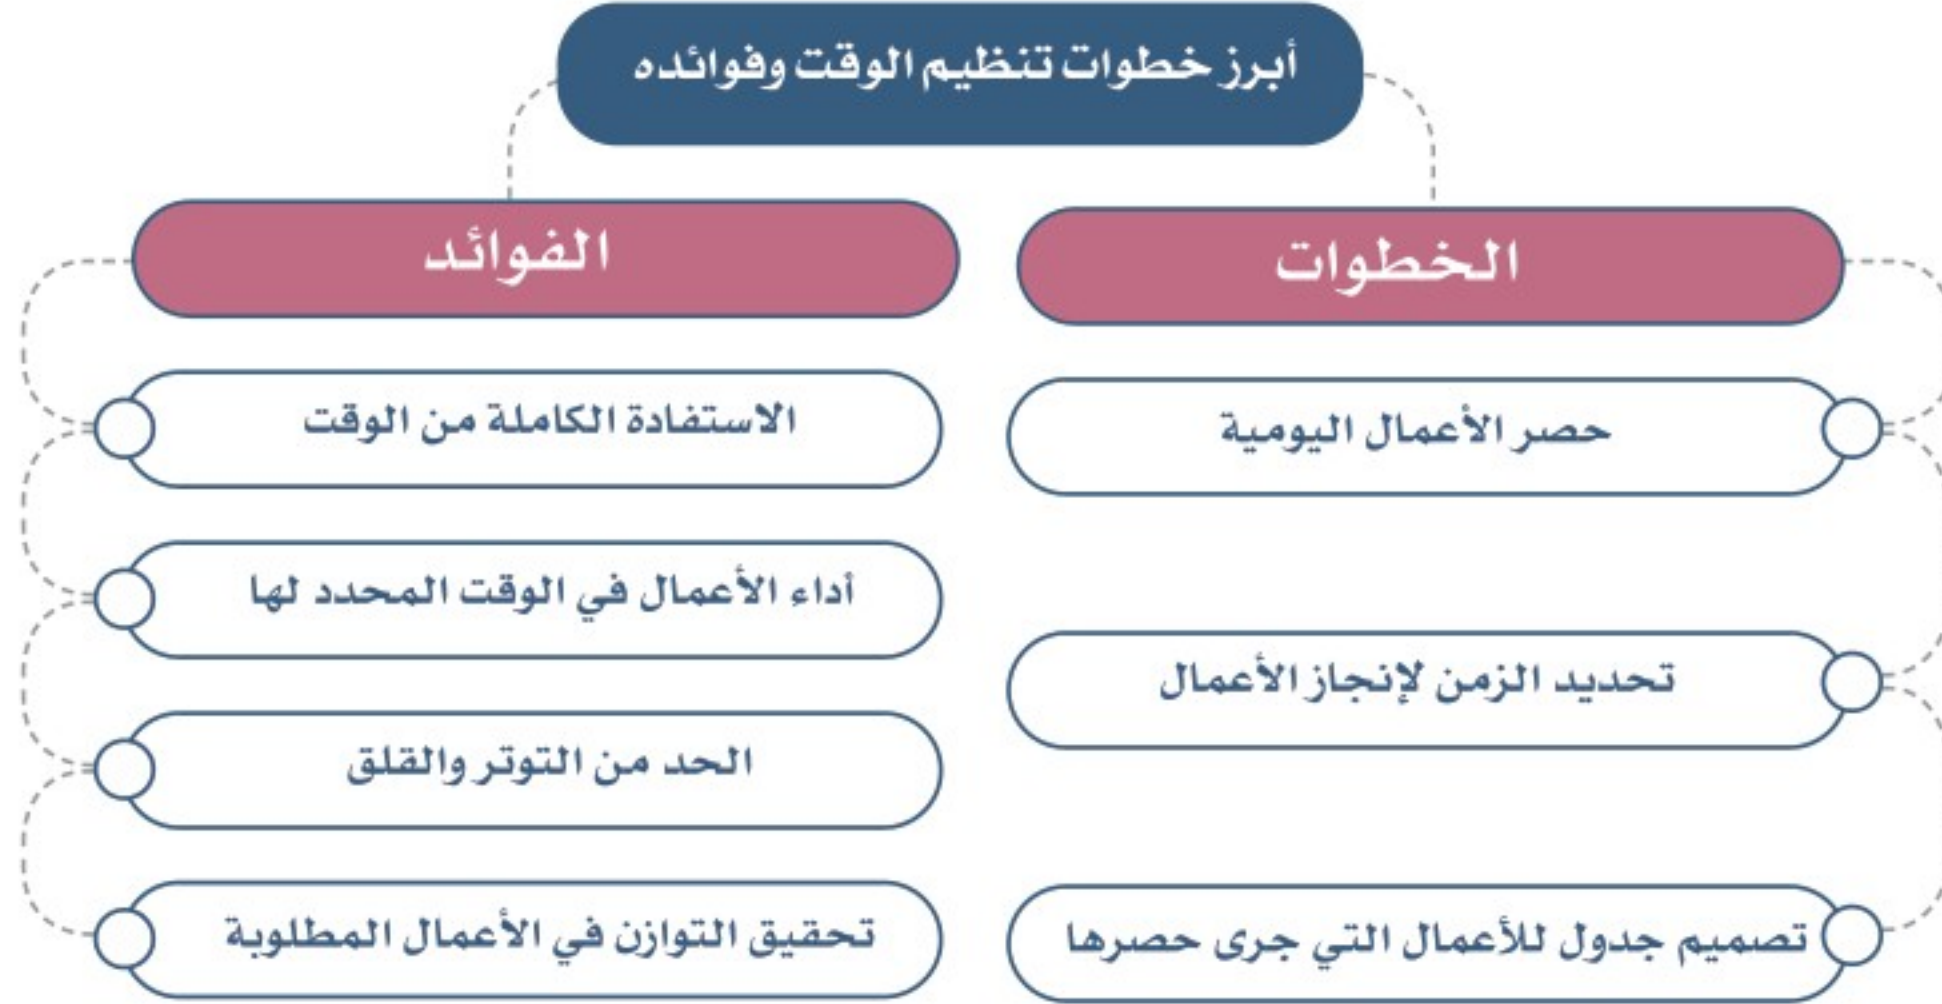 أبرز خطوات تنظيم الوقت وفوائده
الخطوات
حصر الأعمال اليومية
تحديد الزمن لإنجاز الأعمال
تصميم جدول للأعمال التي جرى حصرها
الفوائد
الاستفادة الكاملة من الوقت
أداء الأعمال في الوقت المحدد لها
الحد من التوتر والقلق
تحقيق التوازن في الأعمال المطلوبة